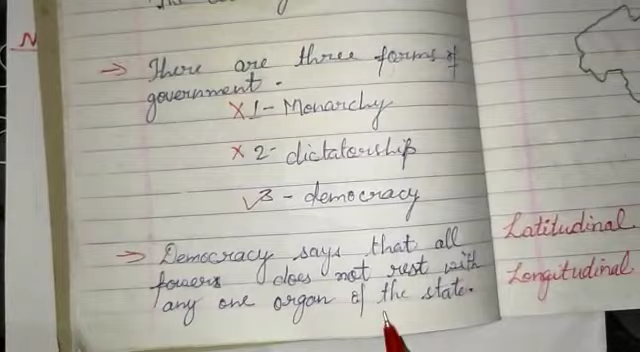 → There are three forms of
government.
× 1- Monarchy
× 2- dictatorship
✓3 - democracy
→ Democracy says that all
powers does not rest with
any one organ of the state.
Latitudinal
Longitudinal
N